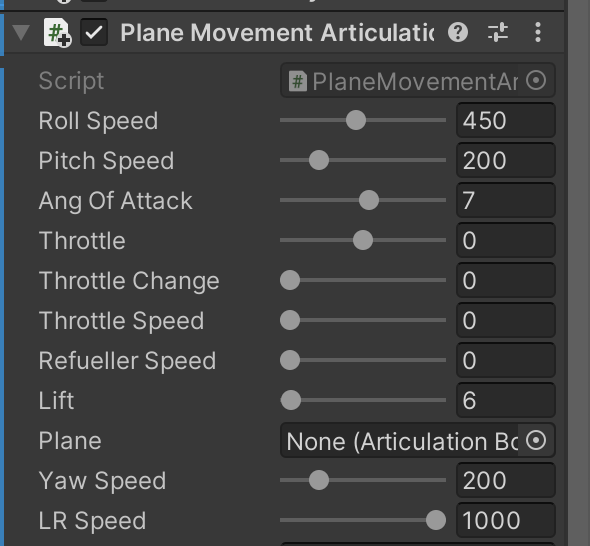 Plane Movement Articulatic
Script PlaneMovementAr
Roll Speed 450
Pitch Speed 200
Ang Of Attack 7
Throttle 0
Throttle Change 0
Throttle Speed 0
Refueller Speed 0
Lift 6
Plane None (Articulation Bo
Yaw Speed 200
LR Speed 1000